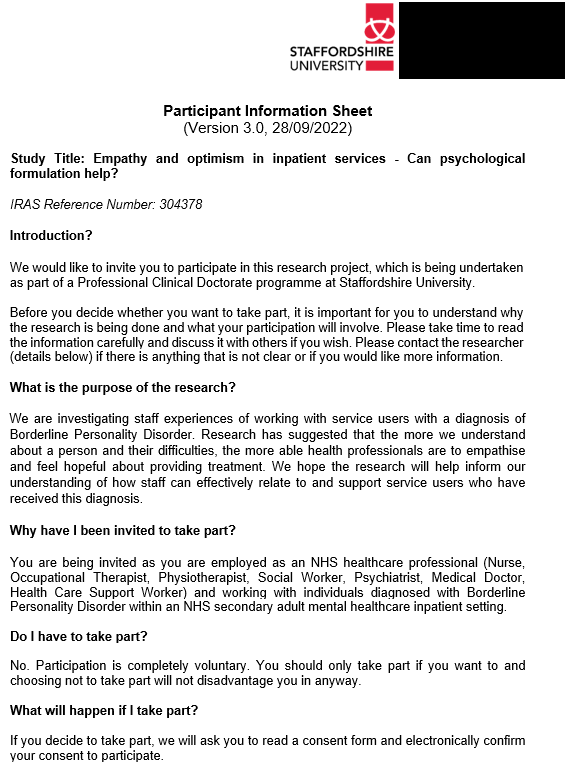 STAFFORDSHIRE
UNIVERSITY
Participant Information Sheet
(Version 3.0, 28/09/2022)
Study Title: Empathy and optimism in inpatient services - Can psychological
formulation help?
IRAS Reference Number: 304378
Introduction?
We would like to invite you to participate in this research project, which is being undertaken
as part of a Professional Clinical Doctorate programme at Staffordshire University.
Before you decide whether you want to take part, it is important for you to understand why
the research is being done and what your participation will involve. Please take time to read
the information carefully and discuss it with others if you wish. Please contact the researcher
(details below) if there is anything that is not clear or if you would like more information.
What is the purpose of the research?
We are investigating staff experiences of working with service users with a diagnosis of
Borderline Personality Disorder. Research has suggested that the more we understand
about a person and their difficulties, the more able health professionals are to empathise
and feel hopeful about providing treatment. We hope the research will help inform our
understanding of how staff can effectively relate to and support service users who have
received this diagnosis.
Why have I been invited to take part?
You are being invited as you are employed as an NHS healthcare professional (Nurse,
Occupational Therapist, Physiotherapist, Social Worker, Psychiatrist, Medical Doctor,
Health Care Support Worker) and working with individuals diagnosed with Borderline
Personality Disorder within an NHS secondary adult mental healthcare inpatient setting.
Do I have to take part?
No. Participation is completely voluntary. You should only take part if you want to and
choosing not to take part will not disadvantage you in anyway.
What will happen if I take part?
If you decide to take part, we will ask you to read a consent form and electronically confirm
your consent to participate.